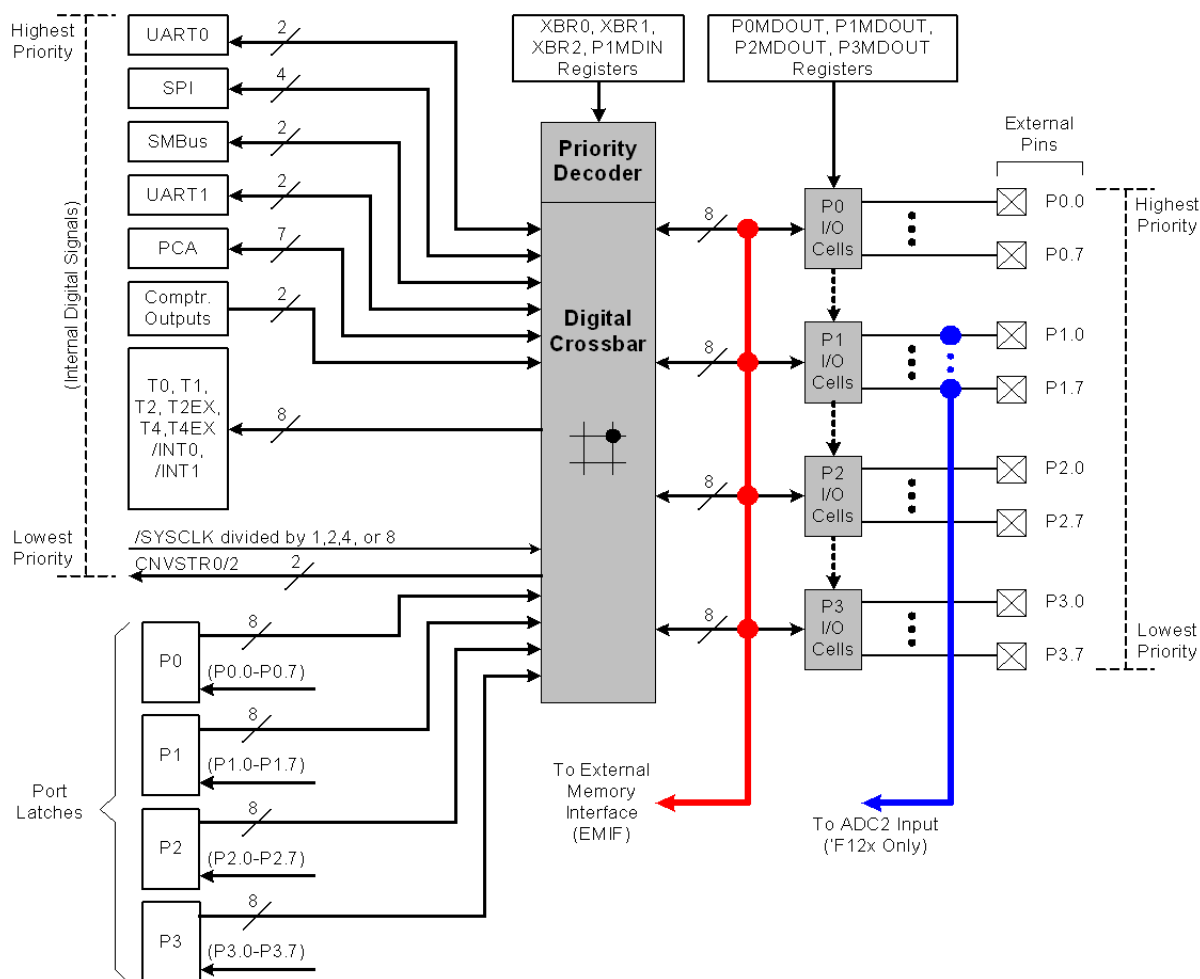 Highest
Priority
UART0
2
SPI
4
SMBus
2
UART1
2
PCA
7
Comptr.
Outputs
2
T0, T1,
T2, T2EX,
T4,T4EX
/INT0,
/INT1
8
(Internal Digital Signals)
Lowest
Priority
/SYSCLK divided by 1,2,4, or 8
CNVSTR0/2
2
Port
Latches
P0
8
(P0.0-P0.7)
P1
8
(P1.0-P1.7)
P2
8
(P2.0-P2.7)
P3
8
(P3.0-P3.7)
XBR0, XBR1,
XBR2, P1MDIN
Registers
Priority
Decoder
Digital
Crossbar
P0MDOUT, P1MDOUT,
P2MDOUT, P3MDOUT
Registers
8
8
8
8
P0
I/O
Cells
P1
I/O
Cells
P2
I/O
Cells
P3
I/O
Cells
External
Pins
P0.0
P0.7
P1.0
P1.7
P2.0
P2.7
P3.0
P3.7
Highest
Priority
Lowest
Priority
To External
Memory
Interface
(EMIF)
To ADC2 Input
('F12x Only)